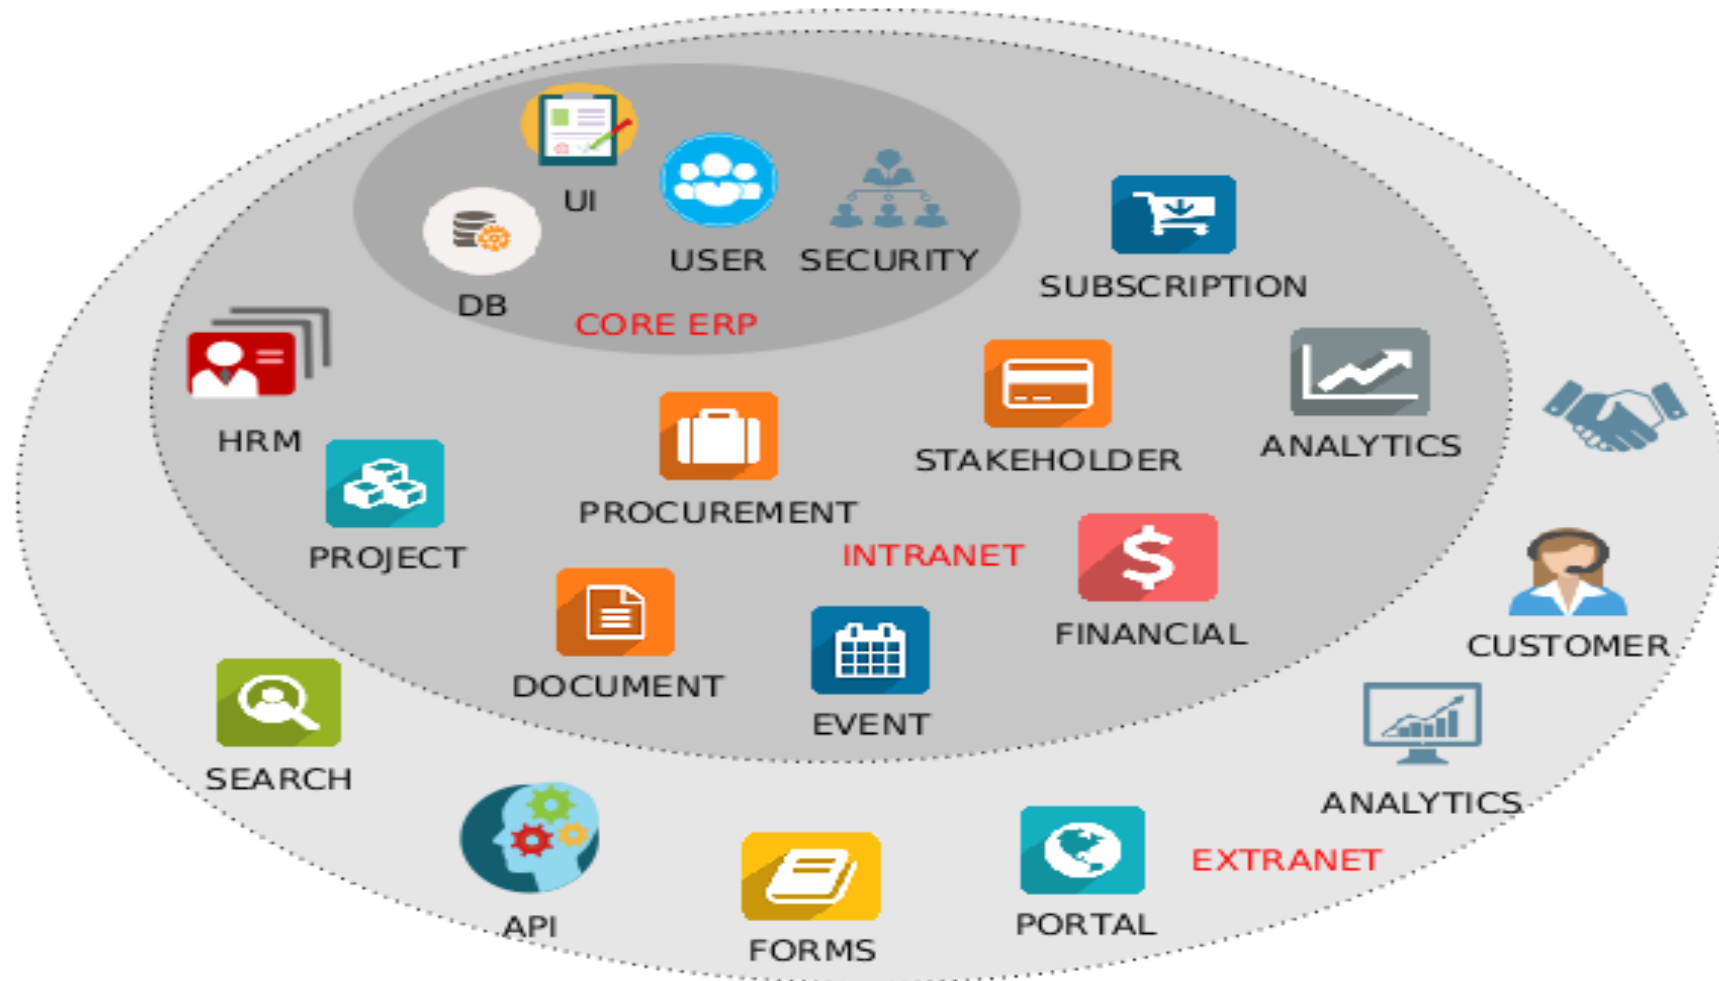 UI
USER
SECURITY
DB
CORE ERP
SUBSCRIPTION
HRM
PROJECT
PROCUREMENT
STAKEHOLDER
ANALYTICS
INTRANET
DOCUMENT
EVENT
FINANCIAL
CUSTOMER
SEARCH
API
FORMS
PORTAL
EXTRANET
ANALYTICS